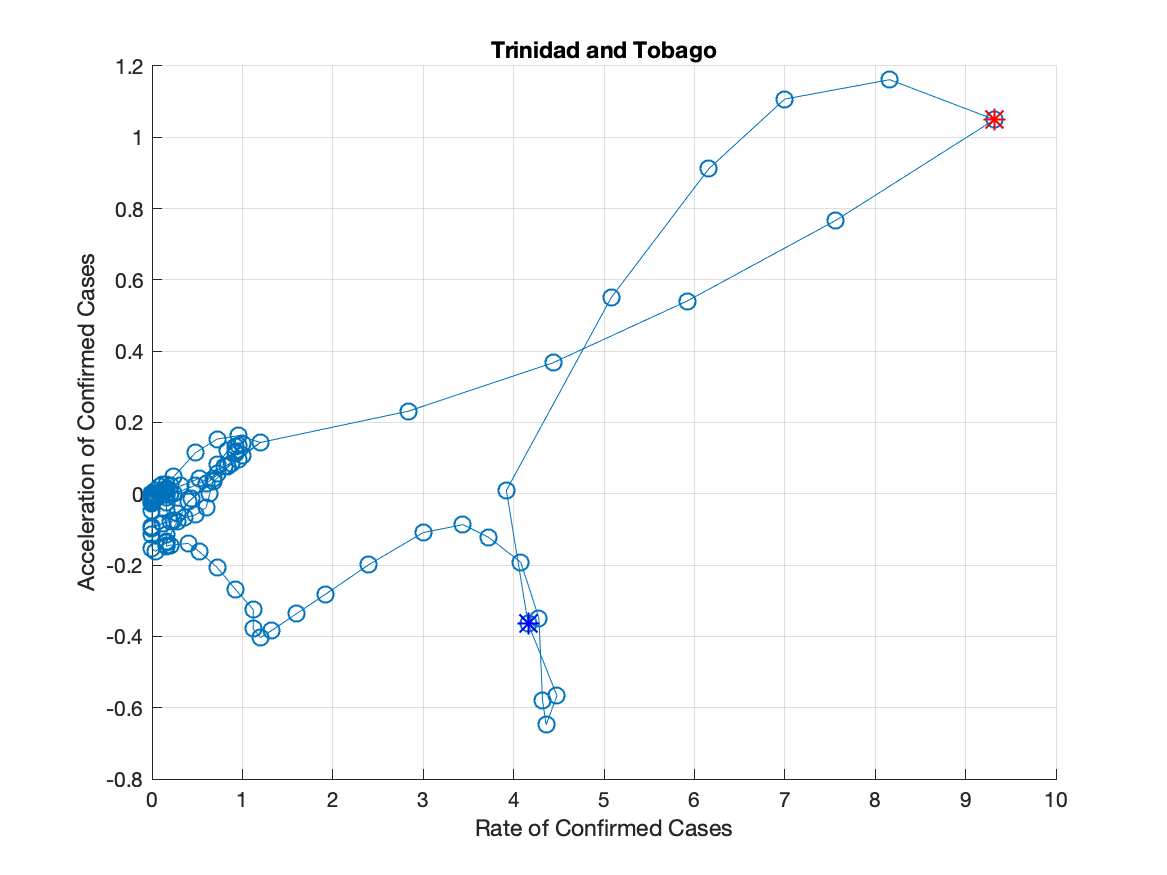 Trinidad and Tobago
Acceleration of Confirmed Cases
1.2
1
0.8
0.6
0.4
0.2
0
-0.2
-0.4
-0.6
-0.8
0 1 2 3 4 5 6 7 8 9 10
Rate of Confirmed Cases